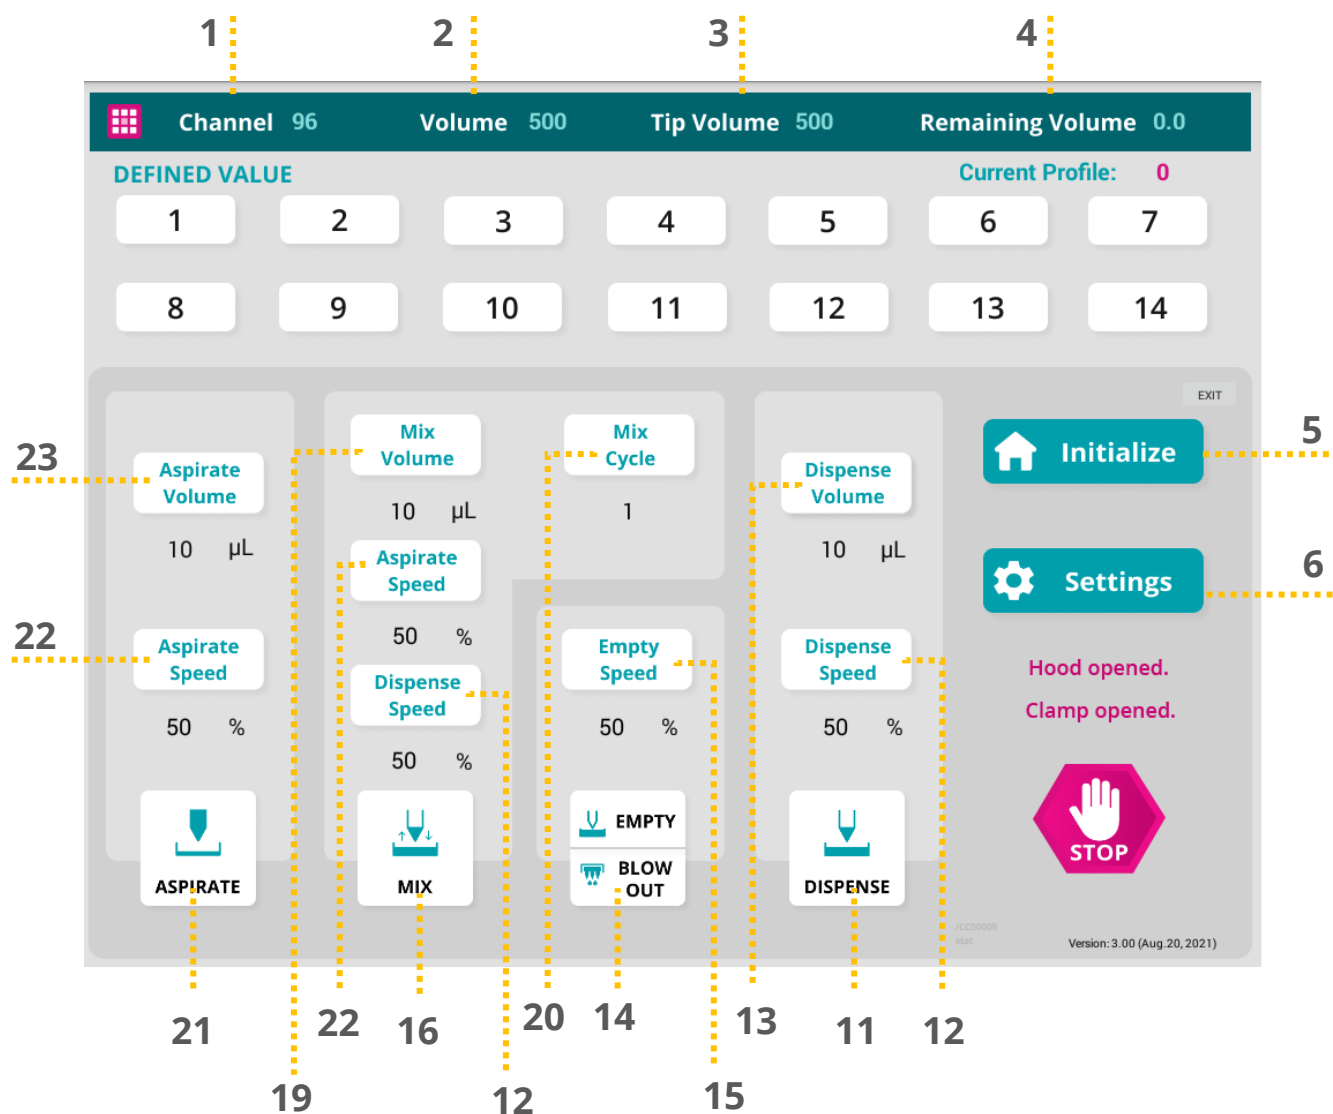 1 2 3 4
Channel 96 Volume 500 Tip Volume 500 Remaining Volume 0.0
DEFINED VALUE Current Profile: 0
1 2 3 4 5 6 7
8 9 10 11 12 13 14
EXIT
23
Aspirate
Volume
10 µL
22
Aspirate
Speed
50 %
ASPIRATE
Mix
Volume
10 µL
Aspirate
Speed
50 %
Dispense
Speed
50 %
MIX
Mix
Cycle
1
Empty
Speed
50 %
EMPTY
BLOW
OUT
Dispense
Volume
10 µL
Dispense
Speed
50 %
DISPENSE
Initialize
5
Settings
6
Hood opened.
Clamp opened.
STOP
/CC00000
stat
Version: 3.00 (Aug.20, 2021)
21 22 16 20 14 13 11 12
19 12 15